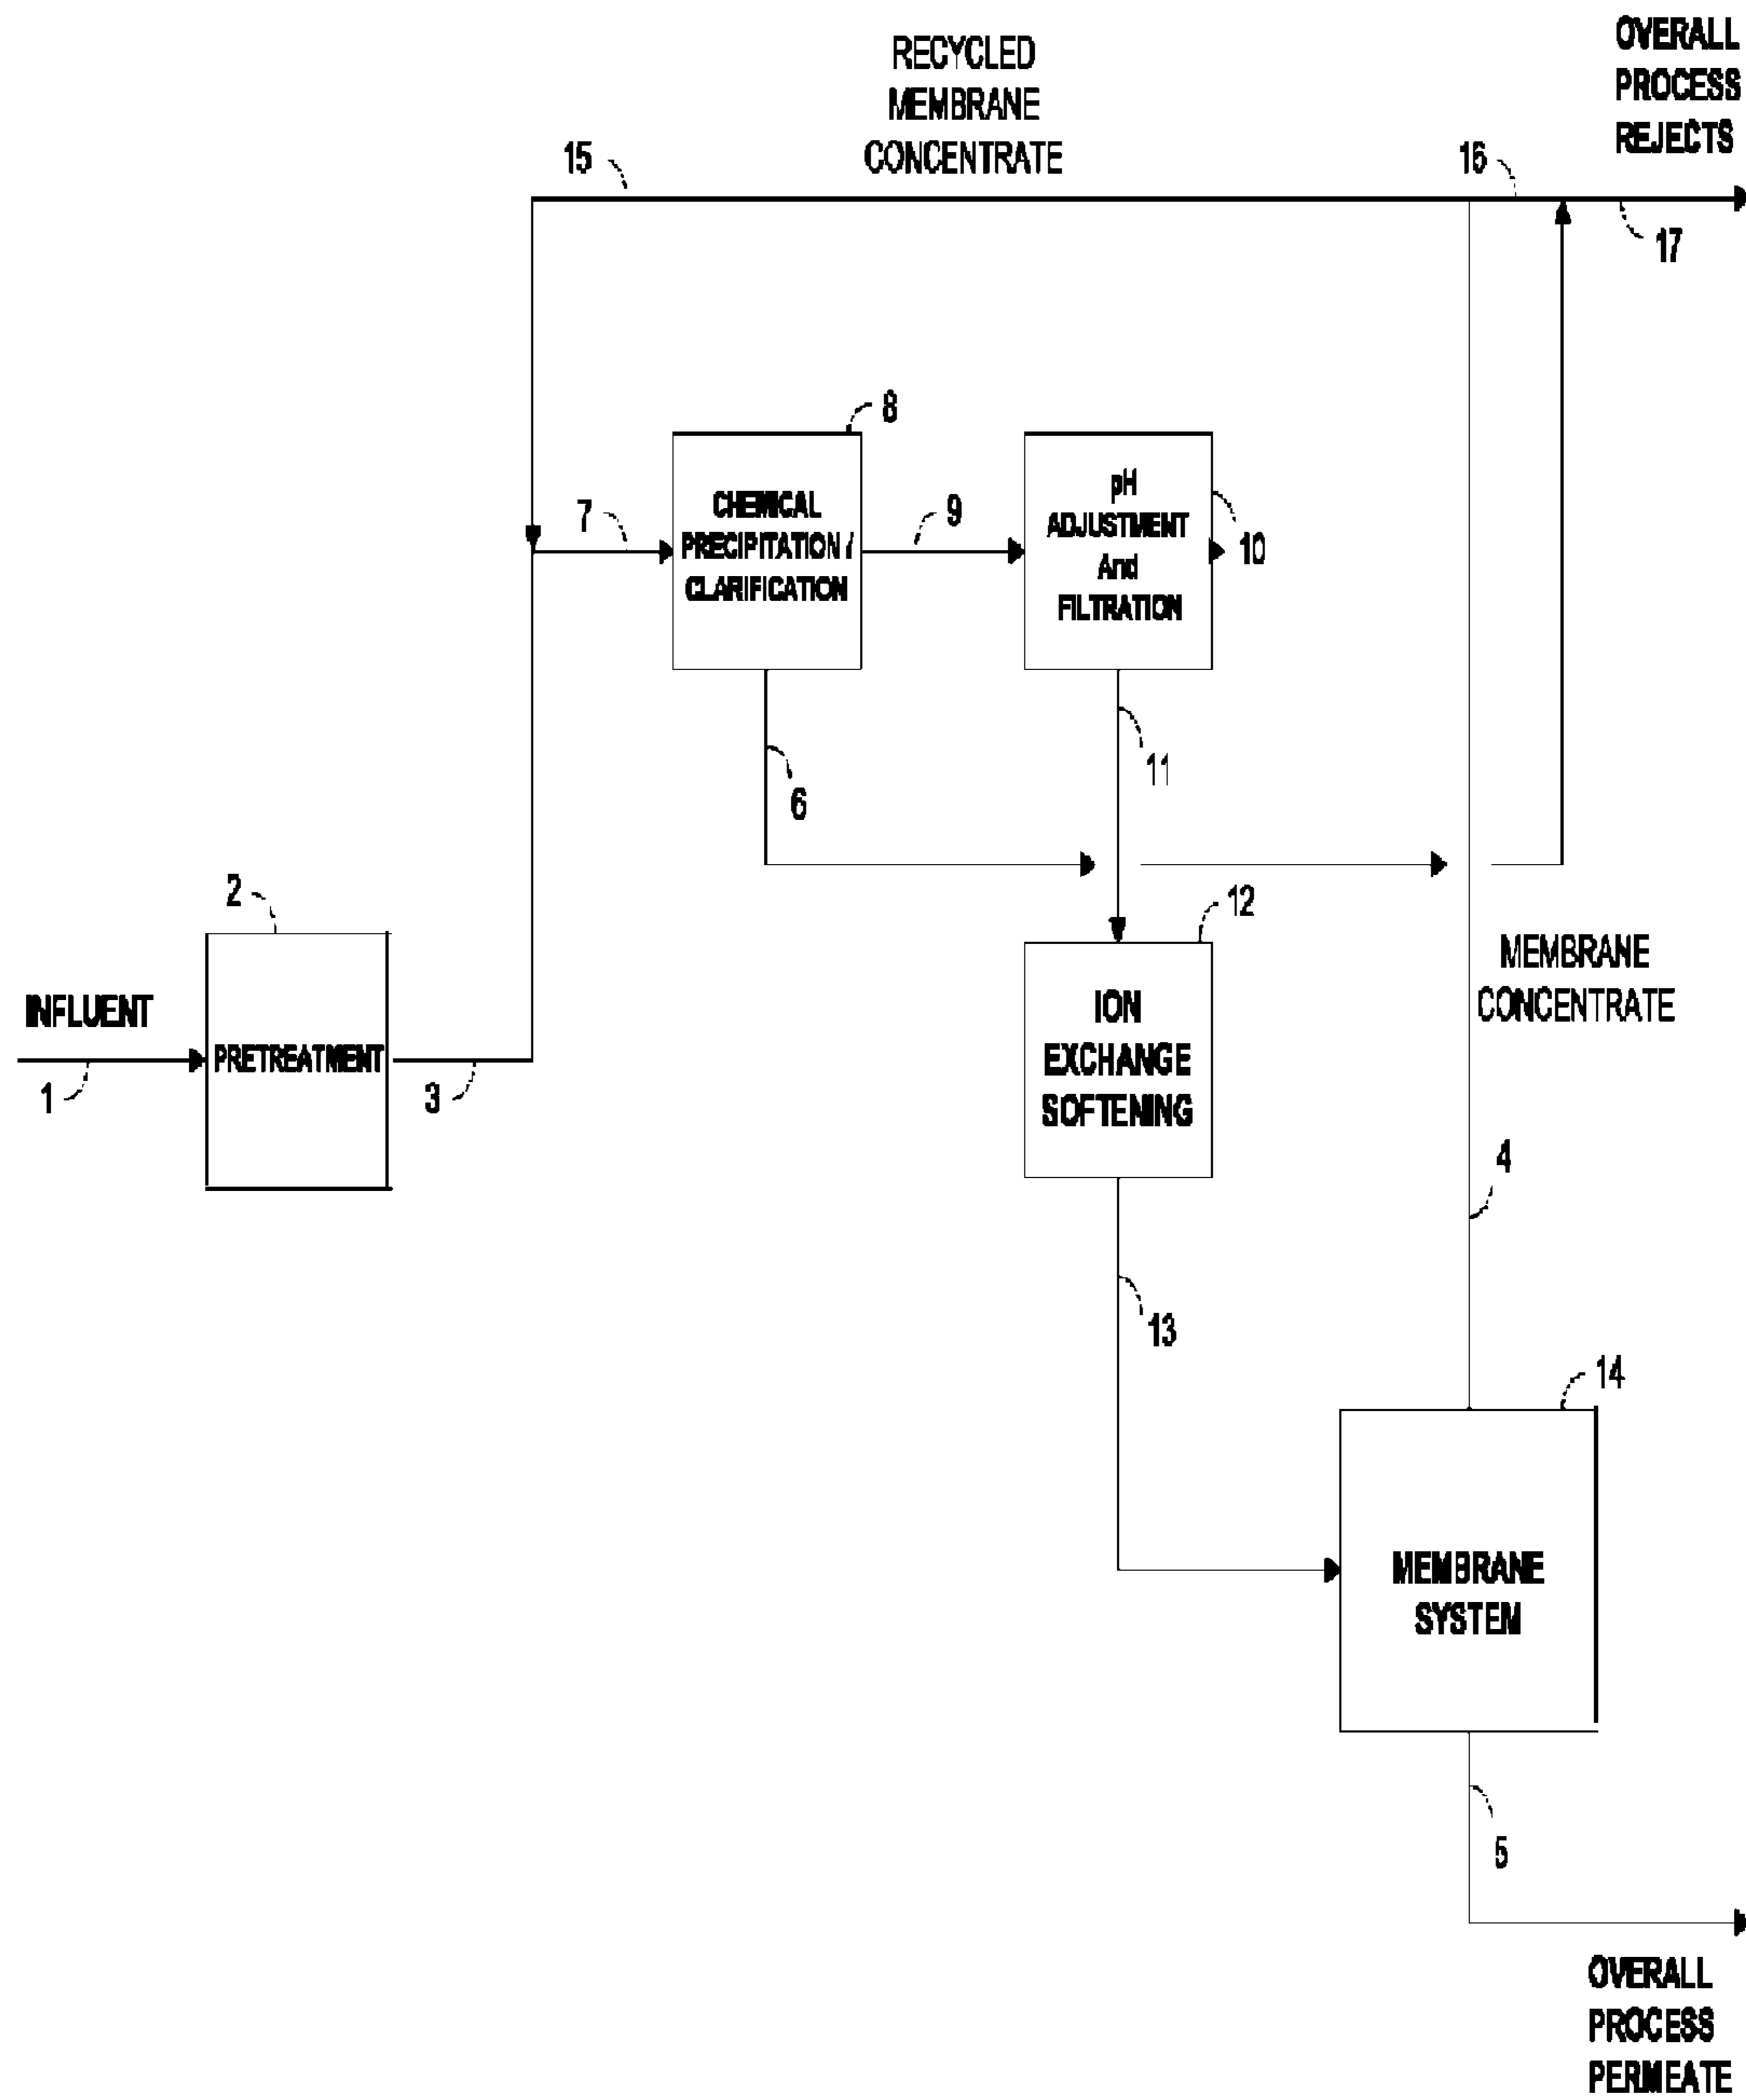 OVERALL
PROCESS
REJECTS
RECYCLED
MEMBRANE
CONCENTRATE
15
16
17
8
CHEMICAL
PRECIPITATION /
CLARIFICATION
7
9
pH
ADJUSTMENT
And
FILTRATION
10
6
11
2
12
INFLUENT
PRETREATMENT
1
3
ION
EXCHANGE
SOFTENING
MEMBRANE
CONCENTRATE
4
13
14
MEMBRANE
SYSTEM
5
OVERALL
PROCESS
PERMEATE